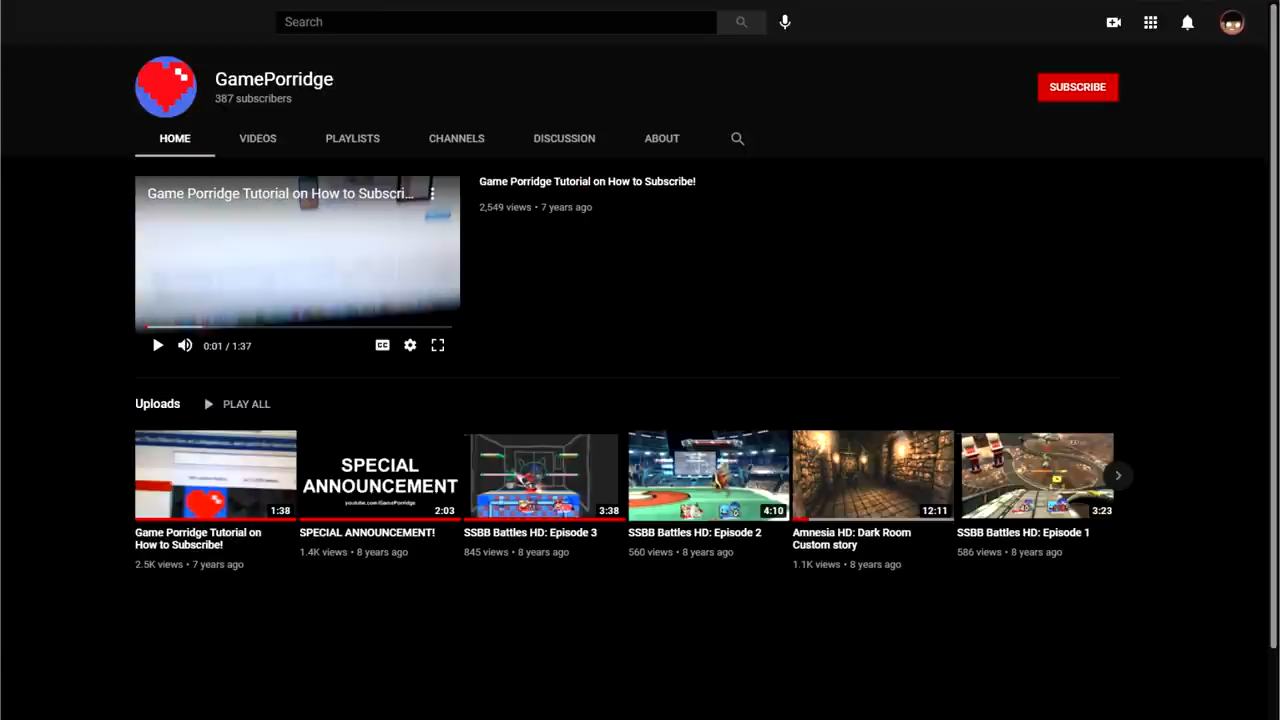 Search
GamePorridge
387 subscribers
SUBSCRIBE
HOME VIDEOS PLAYLISTS CHANNELS DISCUSSION ABOUT
Game Porridge Tutorial on How to Subscri...
Game Porridge Tutorial on How to Subscribe!
2,549 views • 7 years ago
0:01 / 1:37
CC
Uploads PLAY ALL
1:38
SPECIAL
ANNOUNCEMENT
youtube.com/GamePorridge
2:03
3:38
4:10
12:11
3:23
Game Porridge Tutorial on
How to Subscribe!
2.5K views • 7 years ago
SPECIAL ANNOUNCEMENT!
1.4K views • 8 years ago
SSBB Battles HD: Episode 3
845 views • 8 years ago
SSBB Battles HD: Episode 2
560 views • 8 years ago
Amnesia HD: Dark Room
Custom story
1.1K views • 8 years ago
SSBB Battles HD: Episode 1
586 views • 8 years ago